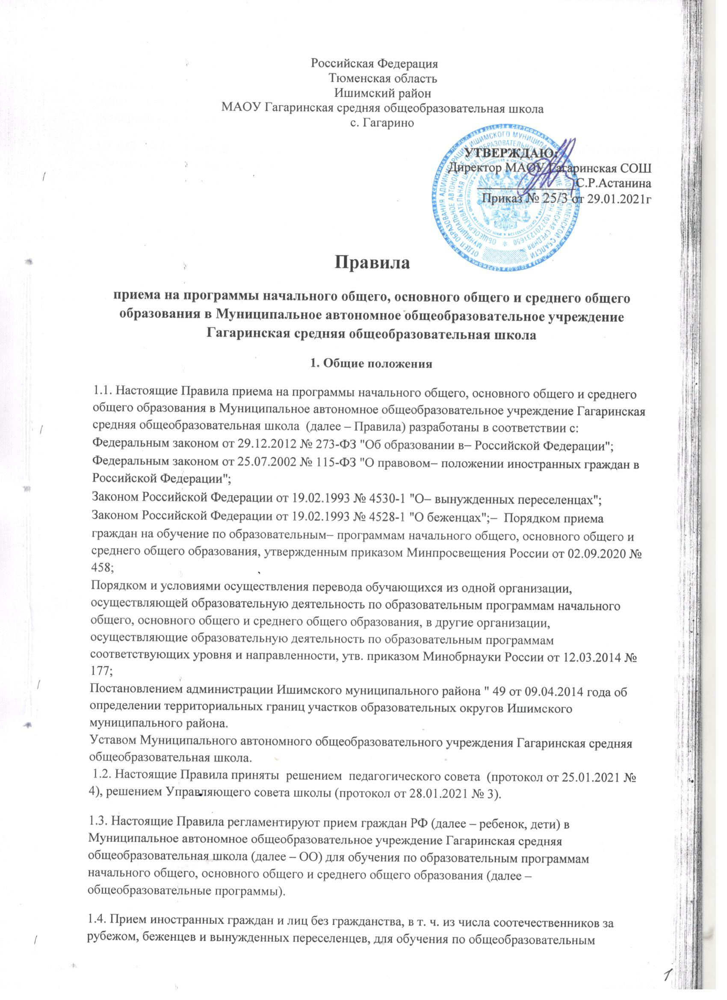 Российская Федерация
Тюменская область
Ишимский район
МАОУ Гагаринская средняя общеобразовательная школа
с. Гагарино
УТВЕРЖДАЮ:
Директор МАОУ Гагаринская СОШ
С.Р.Астанина
Приказ № 25/3 от 29.01.2021г
Правила
приема на программы начального общего, основного общего и среднего общего
образования в Муниципальное автономное общеобразовательное учреждение
Гагаринская средняя общеобразовательная школа
1. Общие положения
1.1. Настоящие Правила приема на программы начального общего, основного общего и среднего
общего образования в Муниципальное автономное общеобразовательное учреждение Гагаринская
средняя общеобразовательная школа (далее – Правила) разработаны в соответствии с:
Федеральным законом от 29.12.2012 № 273-ФЗ "Об образовании в– Российской Федерации";
Федеральным законом от 25.07.2002 № 115-ФЗ "О правовом– положении иностранных граждан в
Российской Федерации";
Законом Российской Федерации от 19.02.1993 № 4530-1 "О– вынужденных переселенцах";
Законом Российской Федерации от 19.02.1993 № 4528-1 "О беженцах";– Порядком приема
граждан на обучение по образовательным– программам начального общего, основного общего и
среднего общего образования, утвержденным приказом Минпросвещения России от 02.09.2020 №
458;
Порядком и условиями осуществления перевода обучающихся из одной организации,
осуществляющей образовательную деятельность по образовательным программам начального
общего, основного общего и среднего общего образования, в другие организации,
осуществляющие образовательную деятельность по образовательным программам
соответствующих уровня и направленности, утв. приказом Минобрнауки России от 12.03.2014 №
177;
Постановлением администрации Ишимского муниципального района " 49 от 09.04.2014 года об
определении территориальных границ участков образовательных округов Ишимского
муниципального района.
Уставом Муниципального автономного общеобразовательного учреждения Гагаринская средняя
общеобразовательная школа.
1.2. Настоящие Правила приняты решением педагогического совета (протокол от 25.01.2021 №
4), решением Управляющего совета школы (протокол от 28.01.2021 № 3).
1.3. Настоящие Правила регламентируют прием граждан РФ (далее – ребенок, дети) в
Муниципальное автономное общеобразовательное учреждение Гагаринская средняя
общеобразовательная школа (далее – ОО) для обучения по образовательным программам
начального общего, основного общего и среднего общего образования (далее –
общеобразовательные программы).
1.4. Прием иностранных граждан и лиц без гражданства, в т. ч. из числа соотечественников за
рубежом, беженцев и вынужденных переселенцев, для обучения по общеобразовательным
1